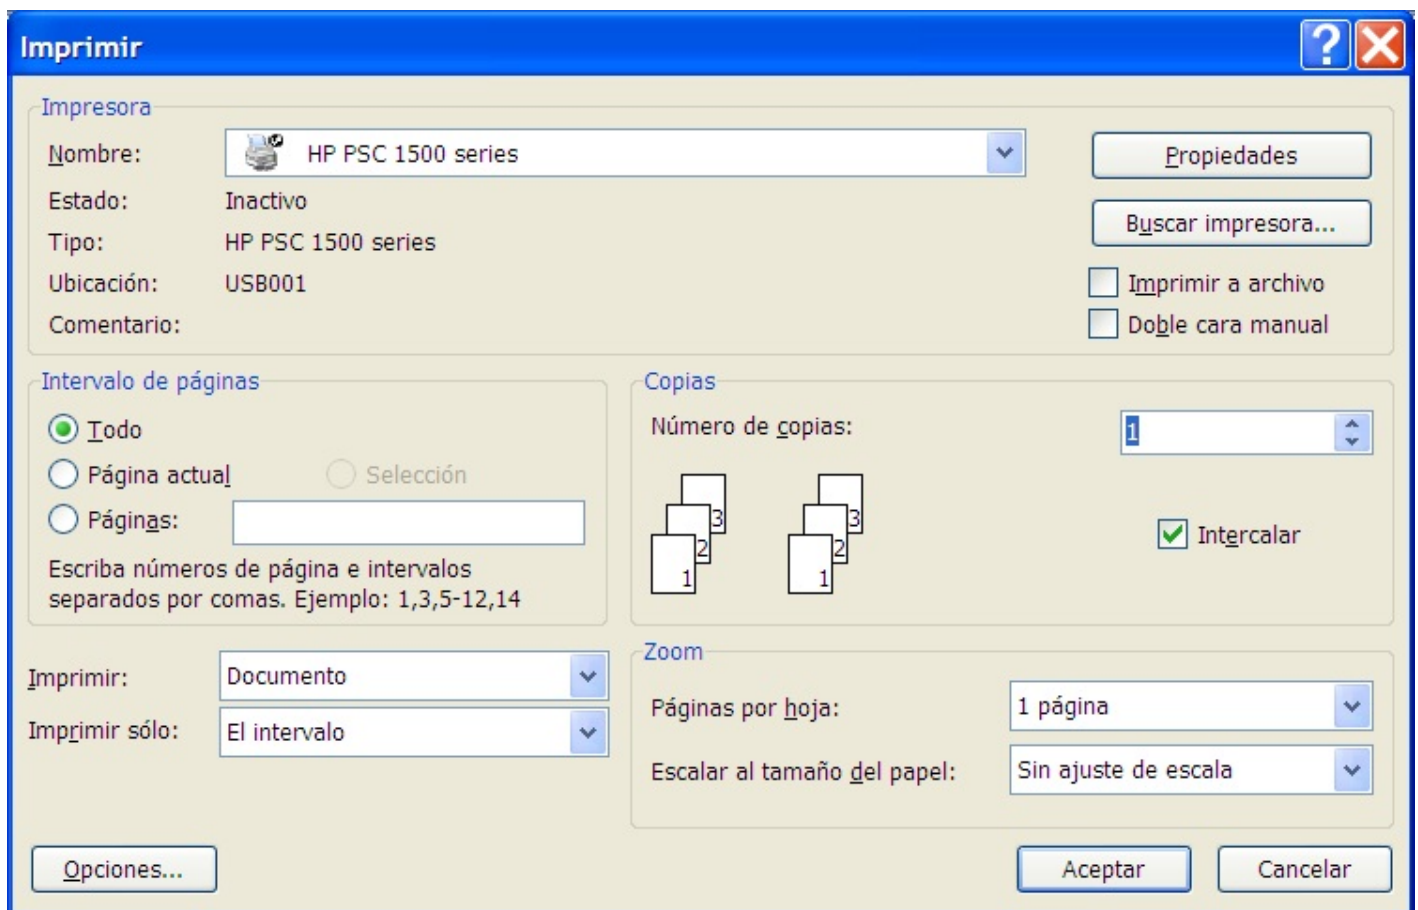 Imprimir
Impresora
Nombre: HP PSC 1500 series Propiedades
Estado: Inactivo
Buscar impresora...
Tipo: HP PSC 1500 series
Ubicación: USB001 Imprimir a archivo
Comentario: Doble cara manual
Intervalo de páginas
Todo
Página actual Selección
Páginas:
Escriba números de página e intervalos
separados por comas. Ejemplo: 1,3,5-12,14
Copias
Número de copias: 1
3 3
2 2
1 1
Intercalar
Imprimir: Documento
Imprimir sólo: El intervalo
Zoom
Páginas por hoja: 1 página
Escalar al tamaño del papel: Sin ajuste de escala
Opciones... Aceptar Cancelar